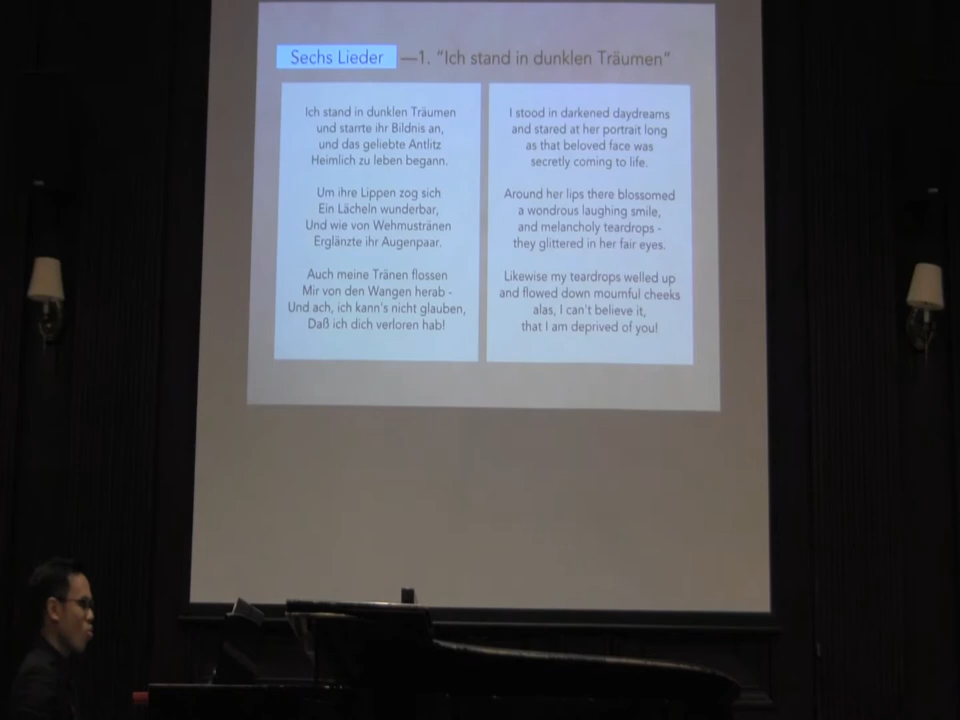 Sechs Lieder —1. "Ich stand in dunklen Träumen"
Ich stand in dunklen Träumen
und starrte ihr Bildnis an,
und das geliebte Antlitz
Heimlich zu leben begann.
Um ihre Lippen zog sich
Ein Lächeln wunderbar,
Und wie von Wehmustränen
Erglänzte ihr Augenpaar.
Auch meine Tränen flossen
Mir von den Wangen herab -
Und ach, ich kann's nicht glauben,
Daß ich dich verloren hab!
I stood in darkened daydreams
and stared at her portrait long
as that beloved face was
secretly coming to life.
Around her lips there blossomed
a wondrous laughing smile,
and melancholy teardrops -
they glittered in her fair eyes.
Likewise my teardrops welled up
and flowed down mournful cheeks
alas, I can't believe it,
that I am deprived of you!